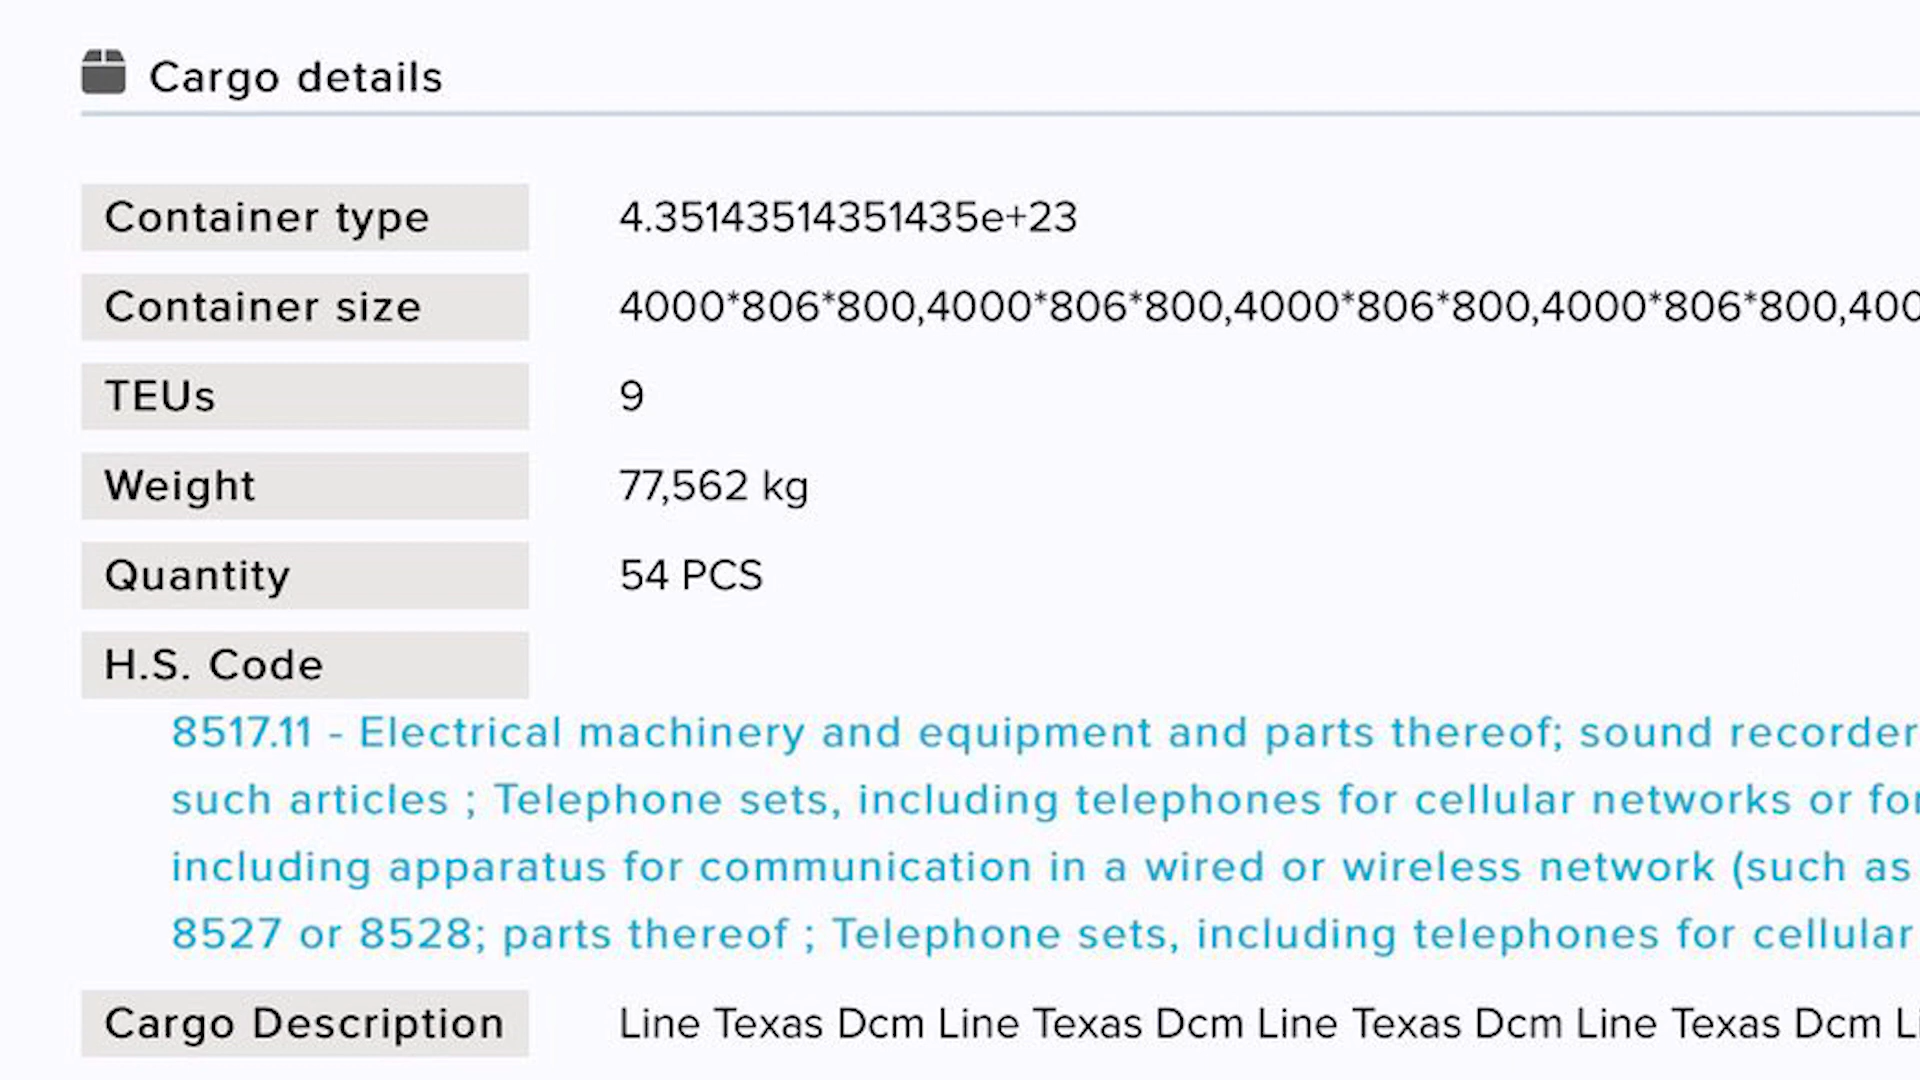 Cargo details
Container type 4.35143514351435e+23
Container size 4000*806*800,4000*806*800,4000*806*800,4000*806*800,400
TEUs 9
Weight 77,562 kg
Quantity 54 PCS
H.S. Code
8517.11 - Electrical machinery and equipment and parts thereof; sound recorder
such articles ; Telephone sets, including telephones for cellular networks or for
including apparatus for communication in a wired or wireless network (such as
8527 or 8528; parts thereof ; Telephone sets, including telephones for cellular
Cargo Description Line Texas Dcm Line Texas Dcm Line Texas Dcm Line Texas Dcm Li